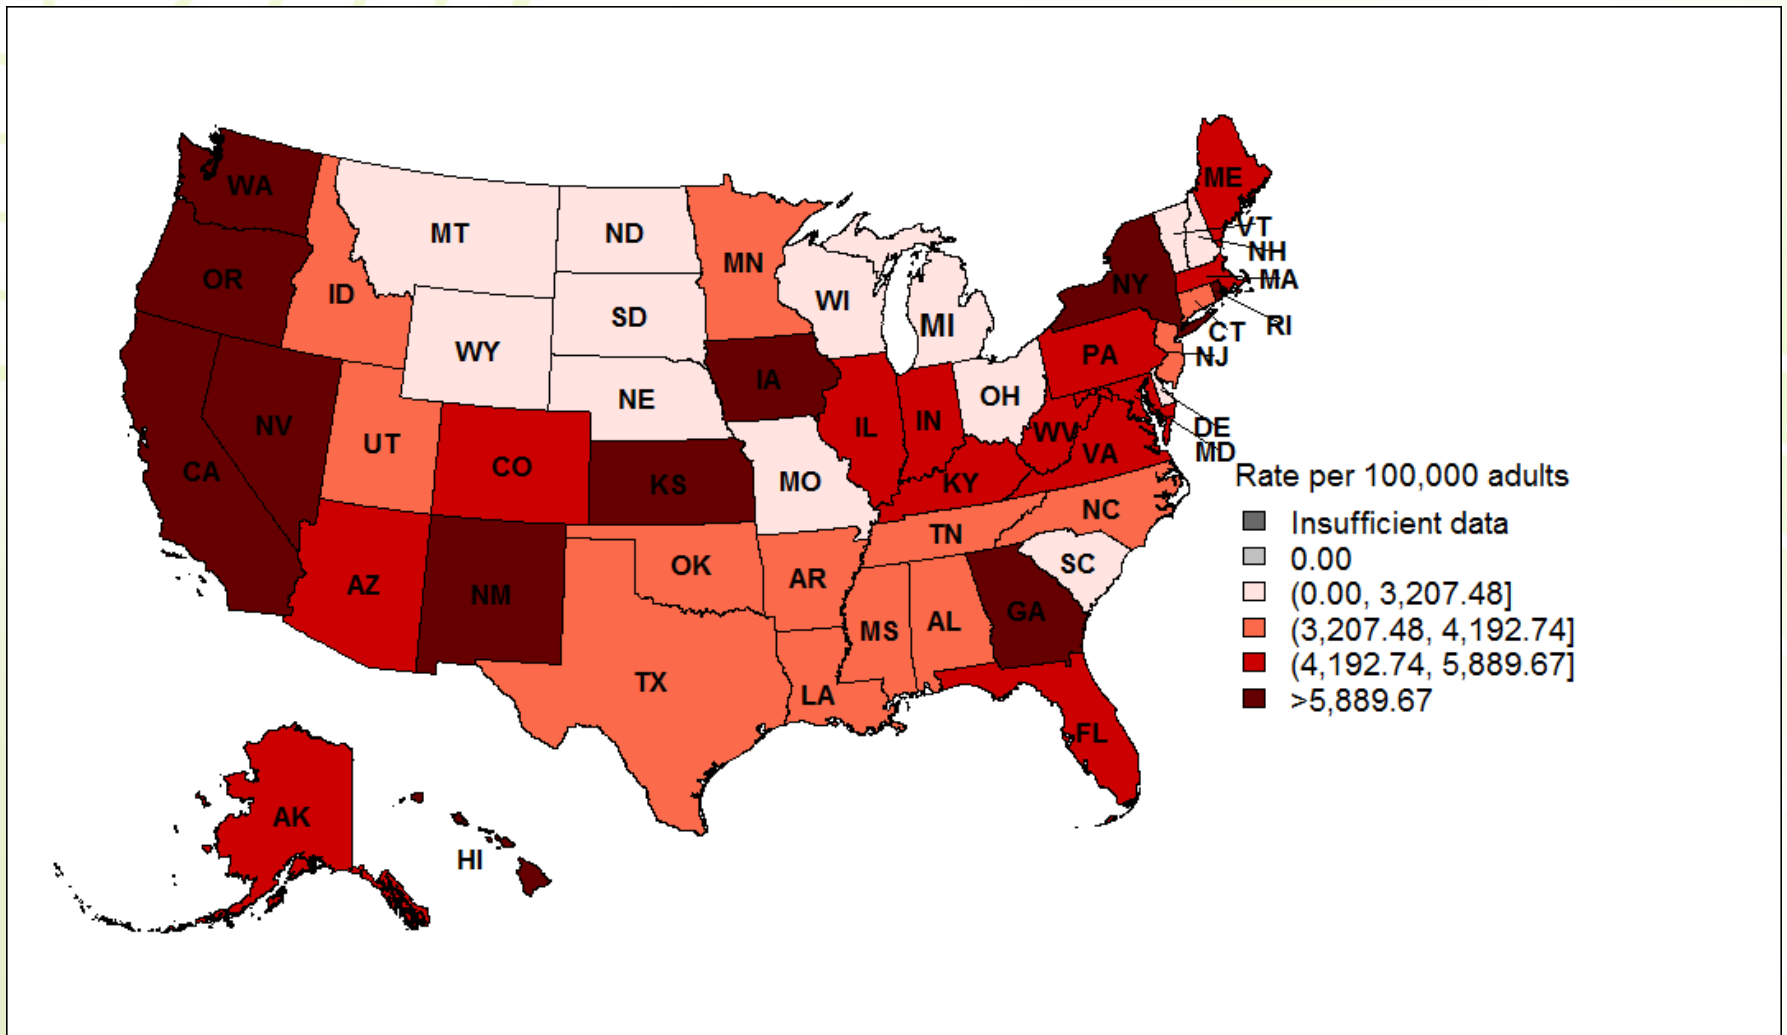 WA
MT
ND
MN
OR
ID
SD
WI
MI
WY
NE
IA
NV
UT
CO
CA
KS
MO
IL
IN
OH
KY
WV
VA
PA
NY
ME
VT
NH
MA
RI
CT
NJ
DE
MD
AZ
NM
OK
AR
TN
NC
SC
MS
AL
GA
TX
LA
FL
AK
HI
Rate per 100,000 adults
Insufficient data
0.00
(0.00, 3,207.48]
(3,207.48, 4,192.74]
(4,192.74, 5,889.67]
>5,889.67